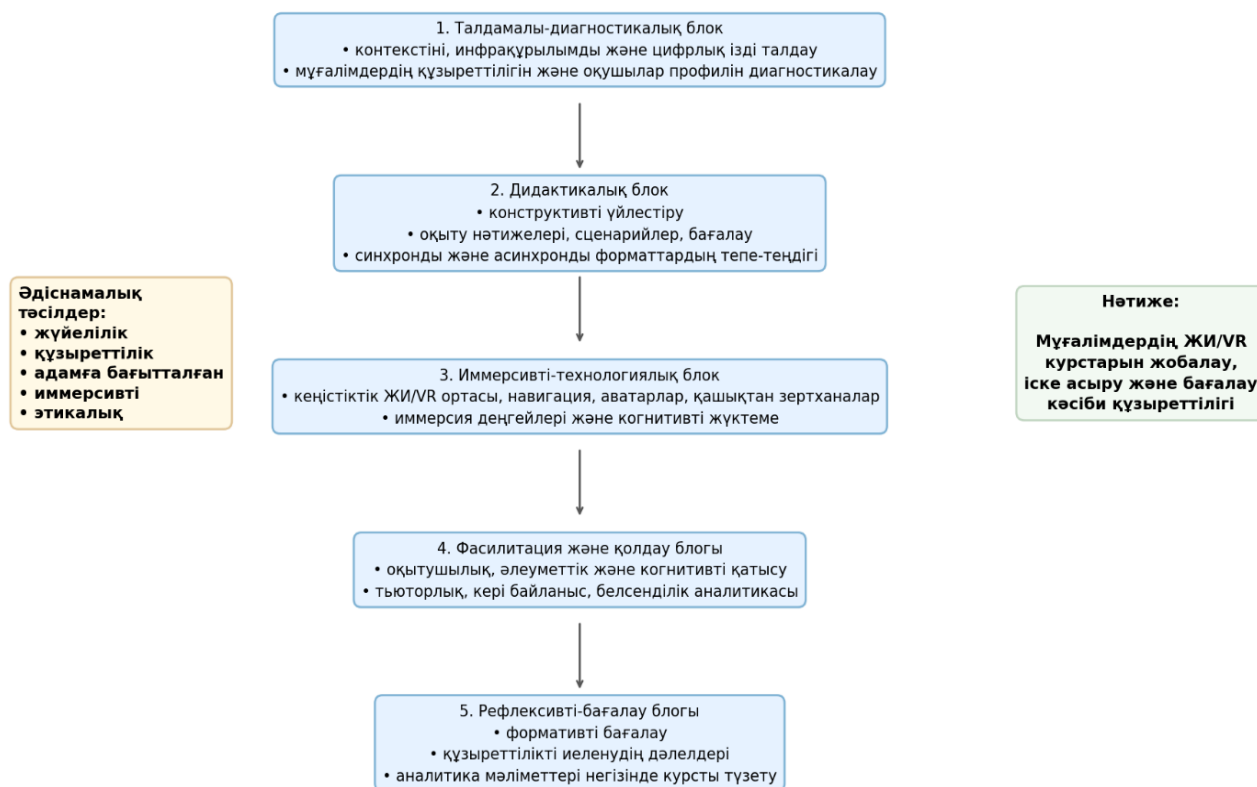 1. Талдамалы-диагностикалық блок
• контекстіні, инфрақұрылымды және цифрлық ізді талдау
• мұғалімдердің құзыреттілігін және оқушылар профилін диагностикалау
2. Дидактикалық блок
• конструктивті үйлестіру
• оқыту нәтижелері, сценарийлер, бағалау
• синхронды және асинхронды форматтардың тепе-теңдігі
Әдіснамалық
тәсілдер:
• жүйелілік
• құзыреттілік
• адамға бағытталған
• иммерсивті
• этикалық
3. Иммерсивті-технологиялық блок
• кеңістіктік ЖИ/VR ортасы, навигация, аватарлар, қашықтан зертханалар
• иммерсия деңгейлері және когнитивті жүктеме
Нәтиже:
Мұғалімдердің ЖИ/VR
курстарын жобалау,
іске асыру және бағалау
кәсіби құзыреттілігі
4. Фасилитация және қолдау блогы
• оқытушылық, әлеуметтік және когнитивті қатысу
• тьюторлық, кері байланыс, белсенділік аналитикасы
5. Рефлексивті-бағалау блогы
• формативті бағалау
• құзыреттілікті иеленудің дәлелдері
• аналитика мәліметтері негізінде курсты түзету